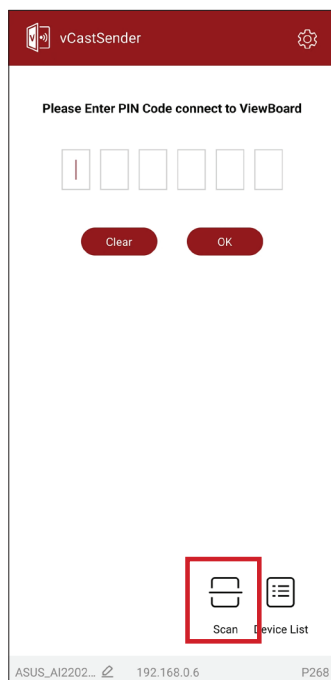 vCastSender
Please Enter PIN Code connect to ViewBoard
Clear OK
Scan Device List
ASUS_AI2202... 192.168.0.6 P268